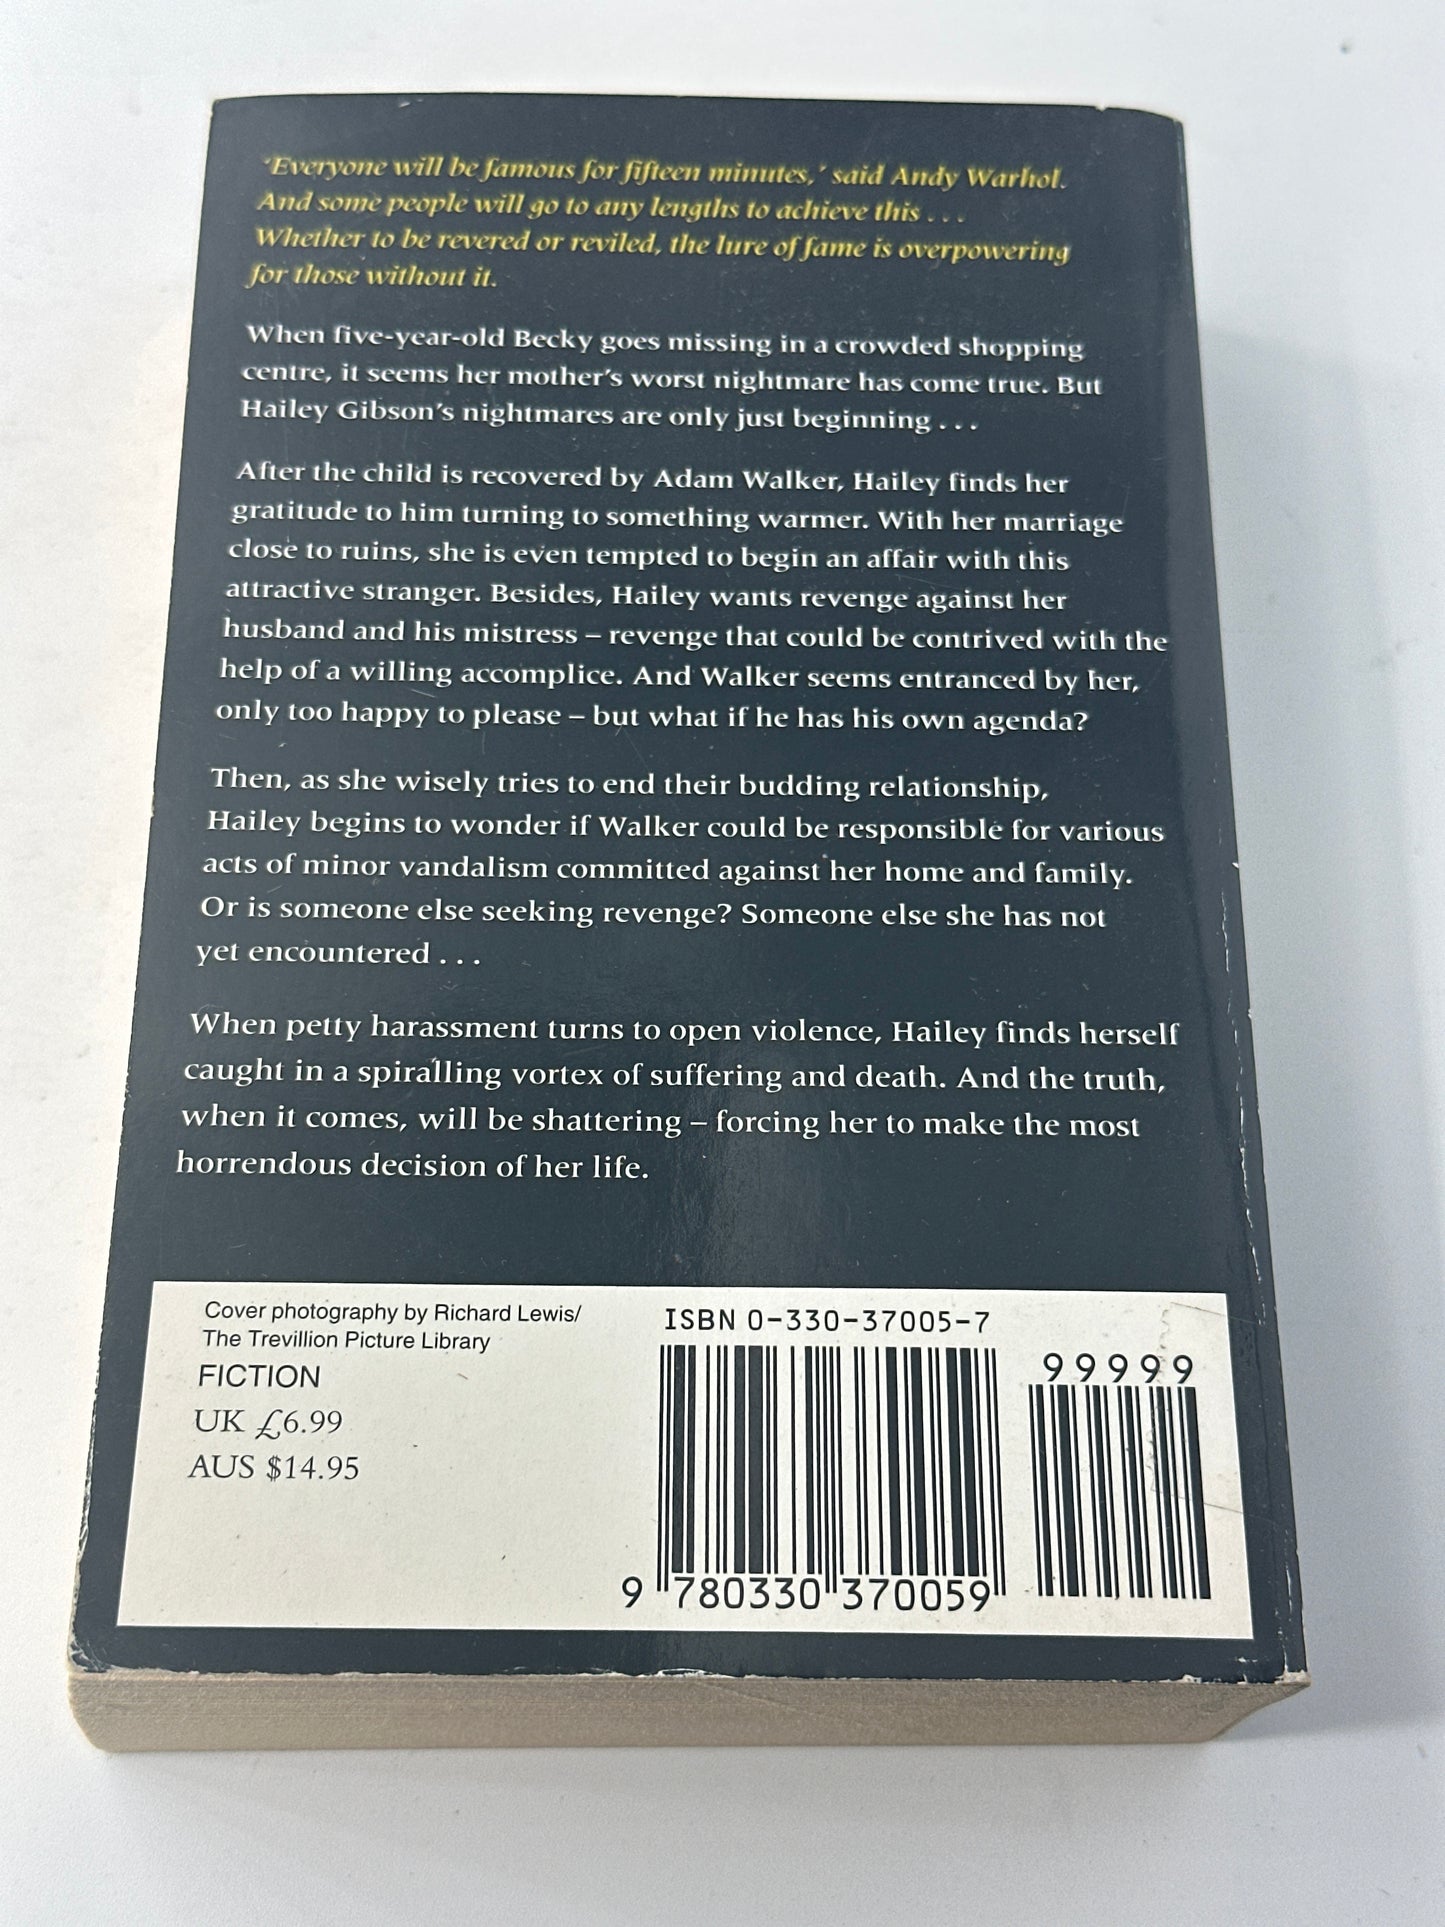 'Everyone will be famous for fifteen minutes,' said Andy Warhol.
And some people will go to any lengths to achieve this . . .
Whether to be revered or reviled, the lure of fame is overpowering
for those without it.
When five-year-old Becky goes missing in a crowded shopping
centre, it seems her mother's worst nightmare has come true. But
Hailey Gibson's nightmares are only just beginning . . .
After the child is recovered by Adam Walker, Hailey finds her
gratitude to him turning to something warmer. With her marriage
close to ruins, she is even tempted to begin an affair with this
attractive stranger. Besides, Hailey wants revenge against her
husband and his mistress – revenge that could be contrived with the
help of a willing accomplice. And Walker seems entranced by her,
only too happy to please – but what if he has his own agenda?
Then, as she wisely tries to end their budding relationship,
Hailey begins to wonder if Walker could be responsible for various
acts of minor vandalism committed against her home and family.
Or is someone else seeking revenge? Someone else she has not
yet encountered . . .
When petty harassment turns to open violence, Hailey finds herself
caught in a spiralling vortex of suffering and death. And the truth,
when it comes, will be shattering – forcing her to make the most
horrendous decision of her life.
Cover photography by Richard Lewis/
The Trevillion Picture Library
FICTION
UK £6.99
AUS $14.95
ISBN 0-330-37005-7
99999
9 780330 370059